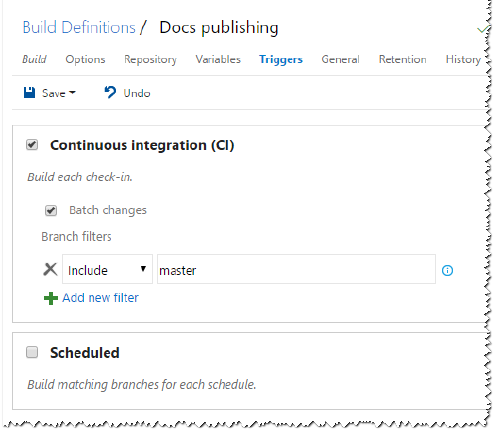 Build Definitions / Docs publishing
Build Options Repository Variables Triggers General Retention History
Save Undo
Continuous integration (CI)
Build each check-in.
Batch changes
Branch filters
Include master
Add new filter
Scheduled
Build matching branches for each schedule.